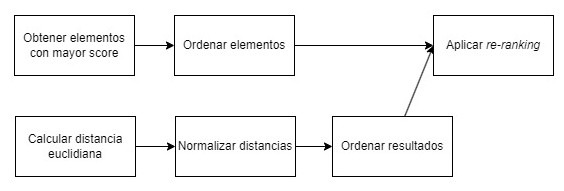 Obtener elementos
con mayor score
Ordenar elementos
Aplicar re-ranking
Calcular distancia
euclidiana
Normalizar distancias
Ordenar resultados